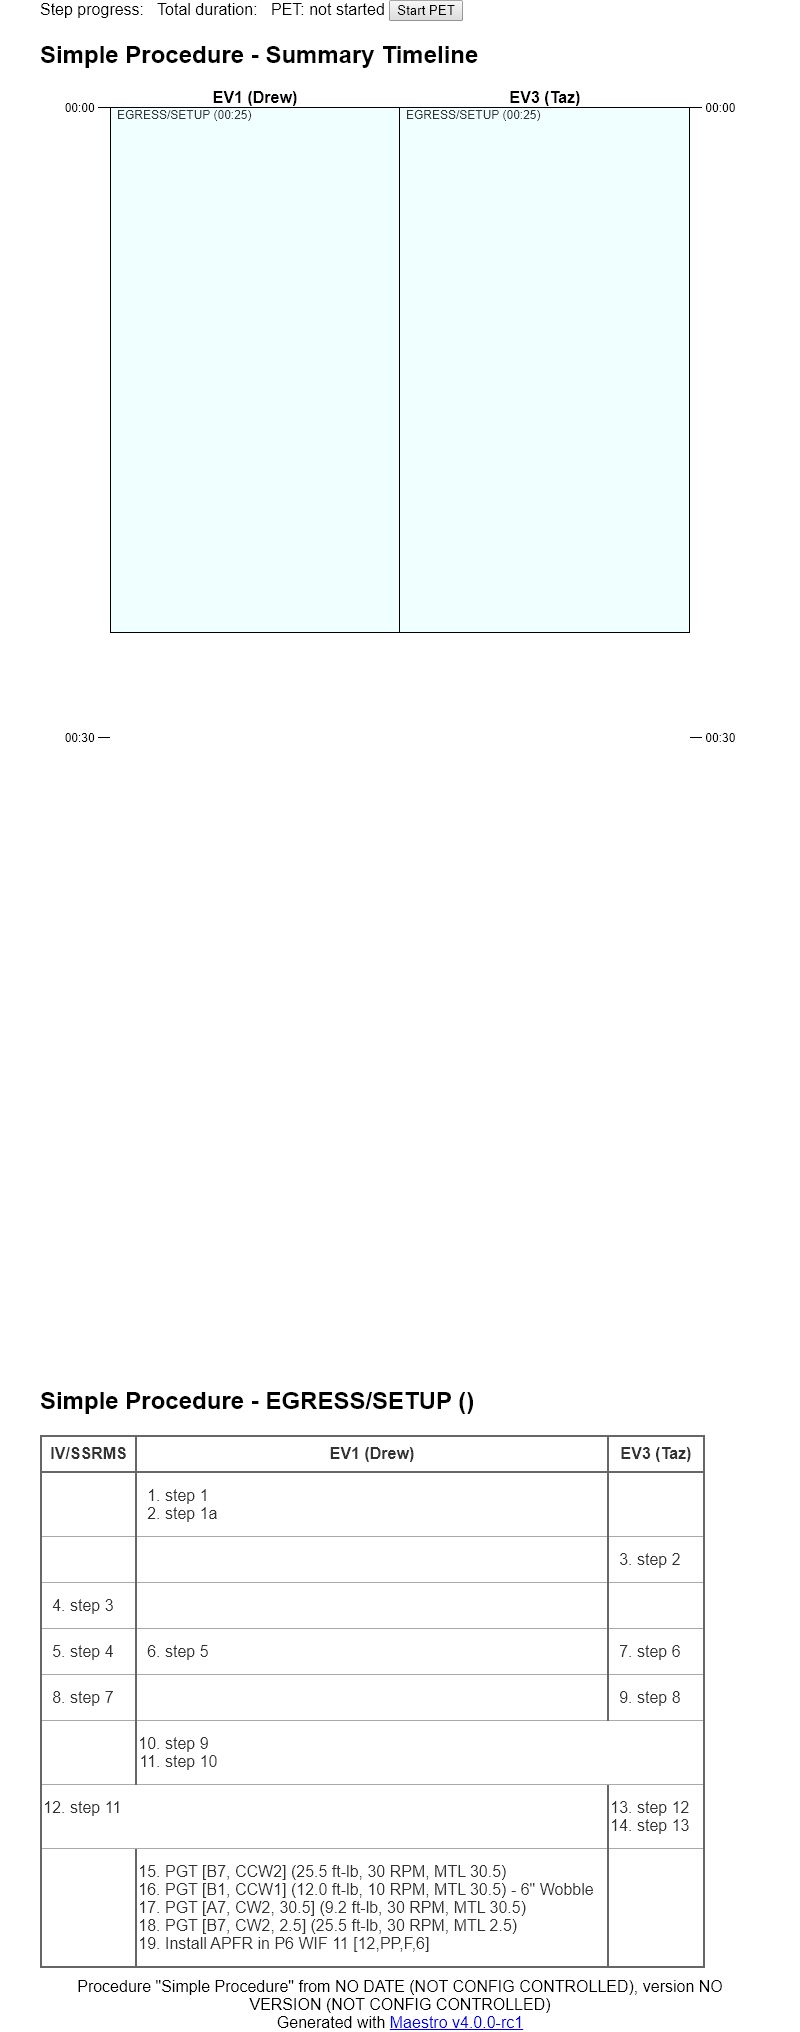 Step progress: Total duration: PET: not started Start PET
Simple Procedure - Summary Timeline
EV1 (Drew) EV3 (Taz)
00:00 00:00
EGRESS/SETUP (00:25) EGRESS/SETUP (00:25)
00:30 00:30
Simple Procedure - EGRESS/SETUP ()
IV/SSRMS EV1 (Drew) EV3 (Taz)
1. step 1
2. step 1a
3. step 2
4. step 3
5. step 4 6. step 5 7. step 6
8. step 7 9. step 8
10. step 9
11. step 10
12. step 11 13. step 12
14. step 13
15. PGT [B7, CCW2] (25.5 ft-lb, 30 RPM, MTL 30.5)
16. PGT [B1, CCW1] (12.0 ft-lb, 10 RPM, MTL 30.5) - 6" Wobble
17. PGT [A7, CW2, 30.5] (9.2 ft-lb, 30 RPM, MTL 30.5)
18. PGT [B7, CW2, 2.5] (25.5 ft-lb, 30 RPM, MTL 2.5)
19. Install APFR in P6 WIF 11 [12,PP,F,6]
Procedure "Simple Procedure" from NO DATE (NOT CONFIG CONTROLLED), version NO
VERSION (NOT CONFIG CONTROLLED)
Generated with Maestro v4.0.0-rc1